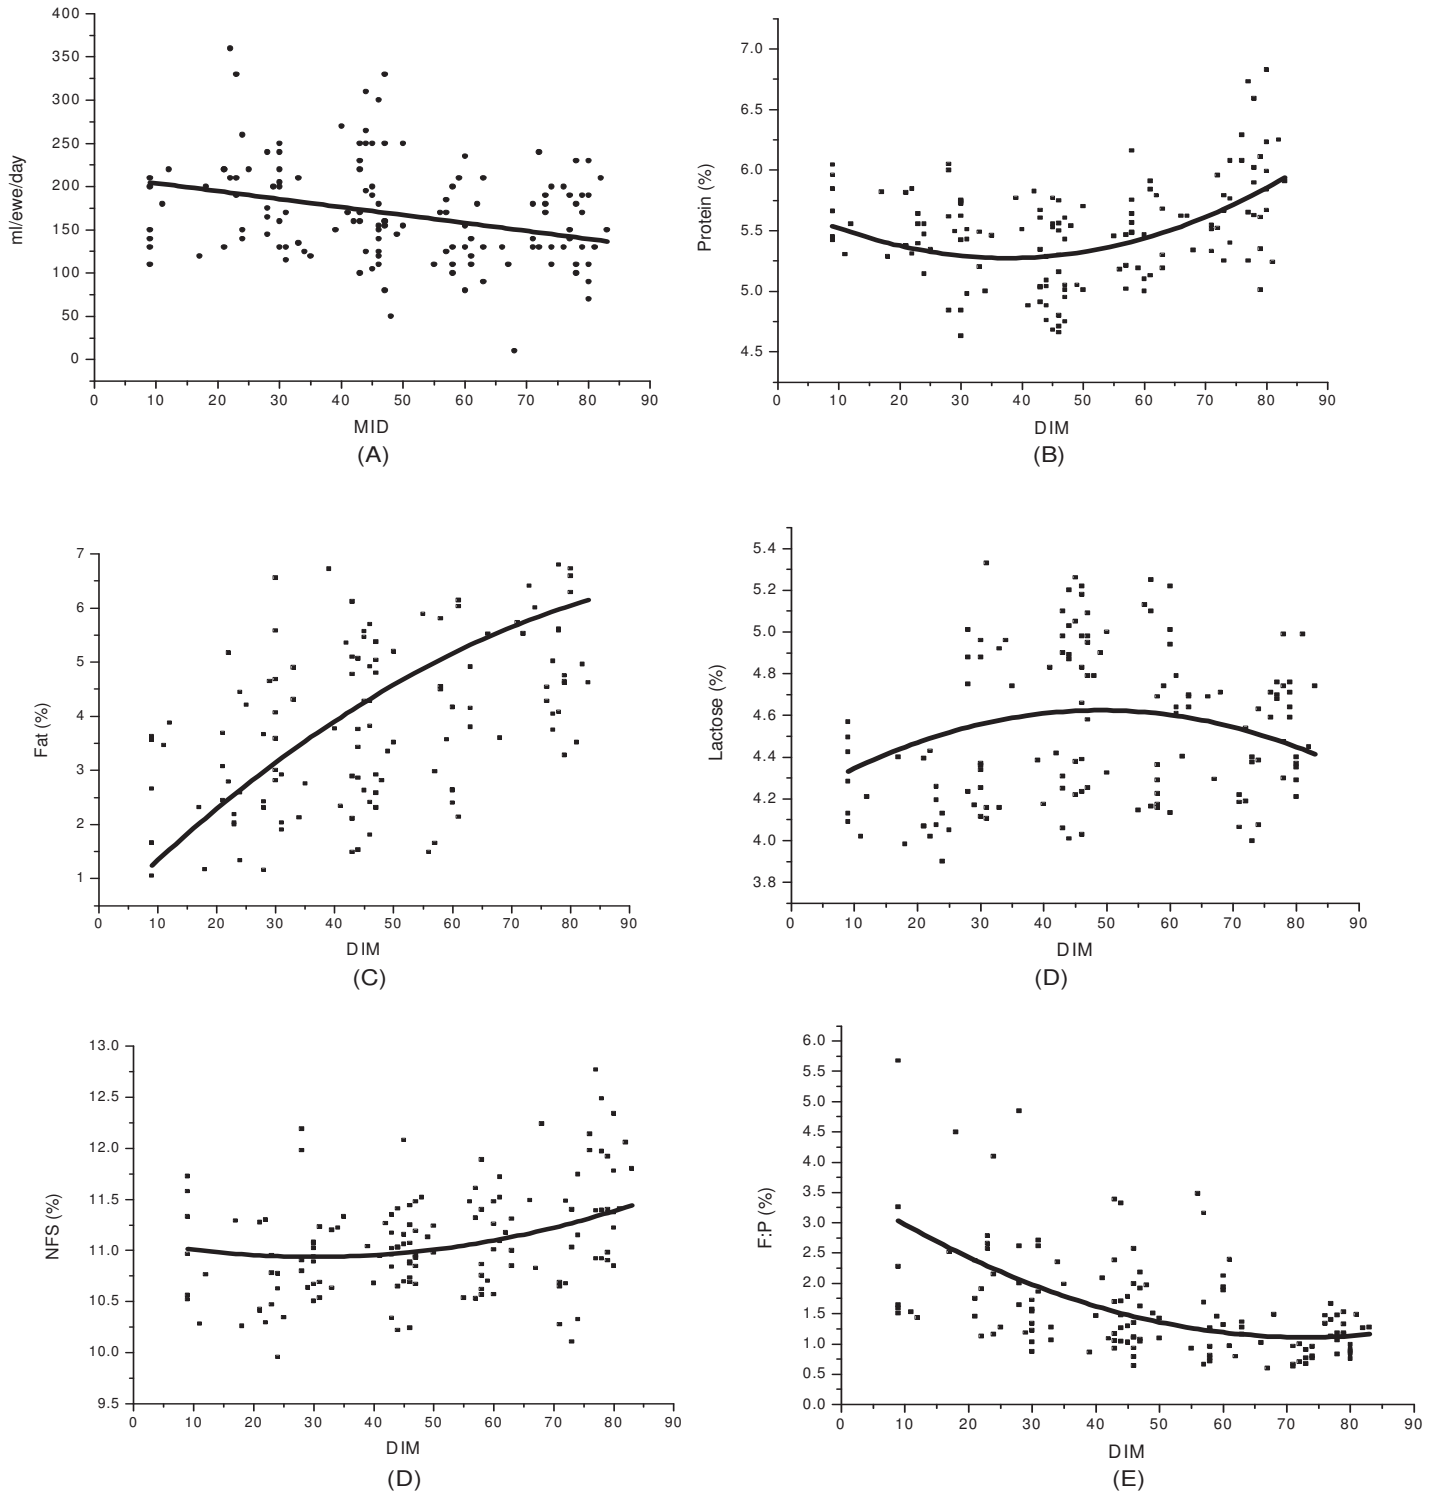 400
350
300
250
200
150
100
50
0
ml/ewe/day
0 10 20 30 40 50 60 70 80 90
MID
(A)
7.0
6.5
6.0
5.5
5.0
4.5
Protein (%)
0 10 20 30 40 50 60 70 80 90
DIM
(B)
7
6
5
4
3
2
1
Fat (%)
0 10 20 30 40 50 60 70 80 90
DIM
(C)
5.4
5.2
5.0
4.8
4.6
4.4
4.2
4.0
3.8
Lactose (%)
0 10 20 30 40 50 60 70 80 90
DIM
(D)
13.0
12.5
12.0
11.5
11.0
10.5
10.0
9.5
NFS (%)
0 10 20 30 40 50 60 70 80 90
DIM
(D)
6.0
5.5
5.0
4.5
4.0
3.5
3.0
2.5
2.0
1.5
1.0
0.5
0.0
F:P (%)
0 10 20 30 40 50 60 70 80 90
DIM
(E)